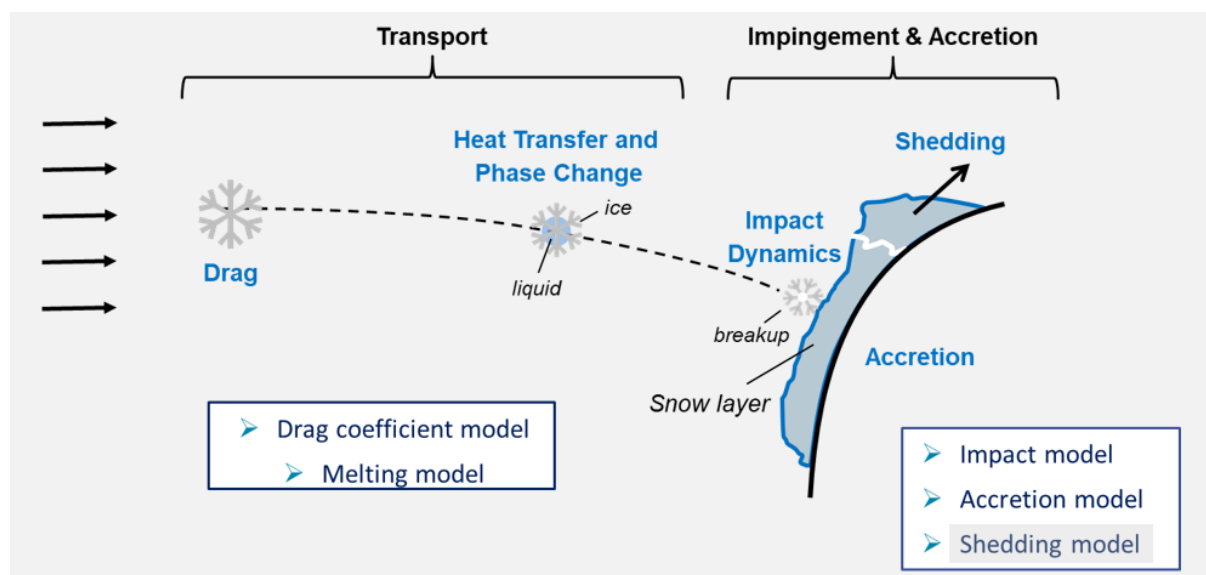 Transport
Impingement & Accretion
Heat Transfer and
Phase Change
Shedding
ice
Impact
Dynamics
Drag
liquid
breakup
Accretion
Snow layer
Drag coefficient model
Melting model
Impact model
Accretion model
Shedding model